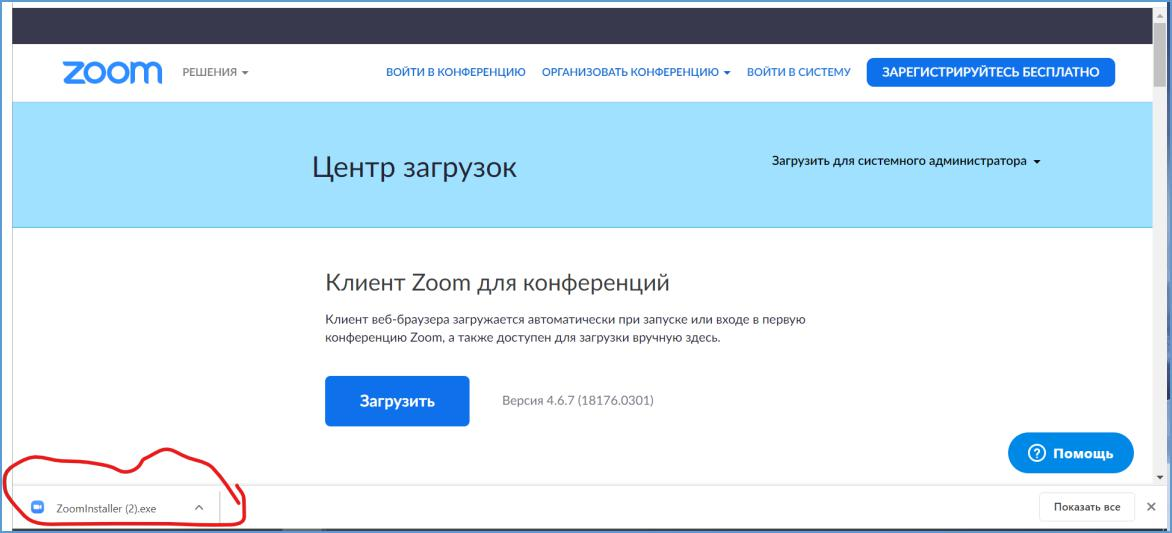 zoom РЕШЕНИЯ ВОЙТИ В КОНФЕРЕНЦИЮ ОРГАНИЗОВАТЬ КОНФЕРЕНЦИЮ ВОЙТИ В СИСТЕМУ ЗАРЕГИСТРИРУЙТЕСЬ БЕСПЛАТНО
Центр загрузок
Загрузить для системного администратора
Клиент Zoom для конференций
Клиент веб-браузера загружается автоматически при запуске или входе в первую
конференцию Zoom, а также доступен для загрузки вручную здесь.
Загрузить Версия 4.6.7 (18176.0301)
Помощь
ZoomInstaller (2).exe Показать все